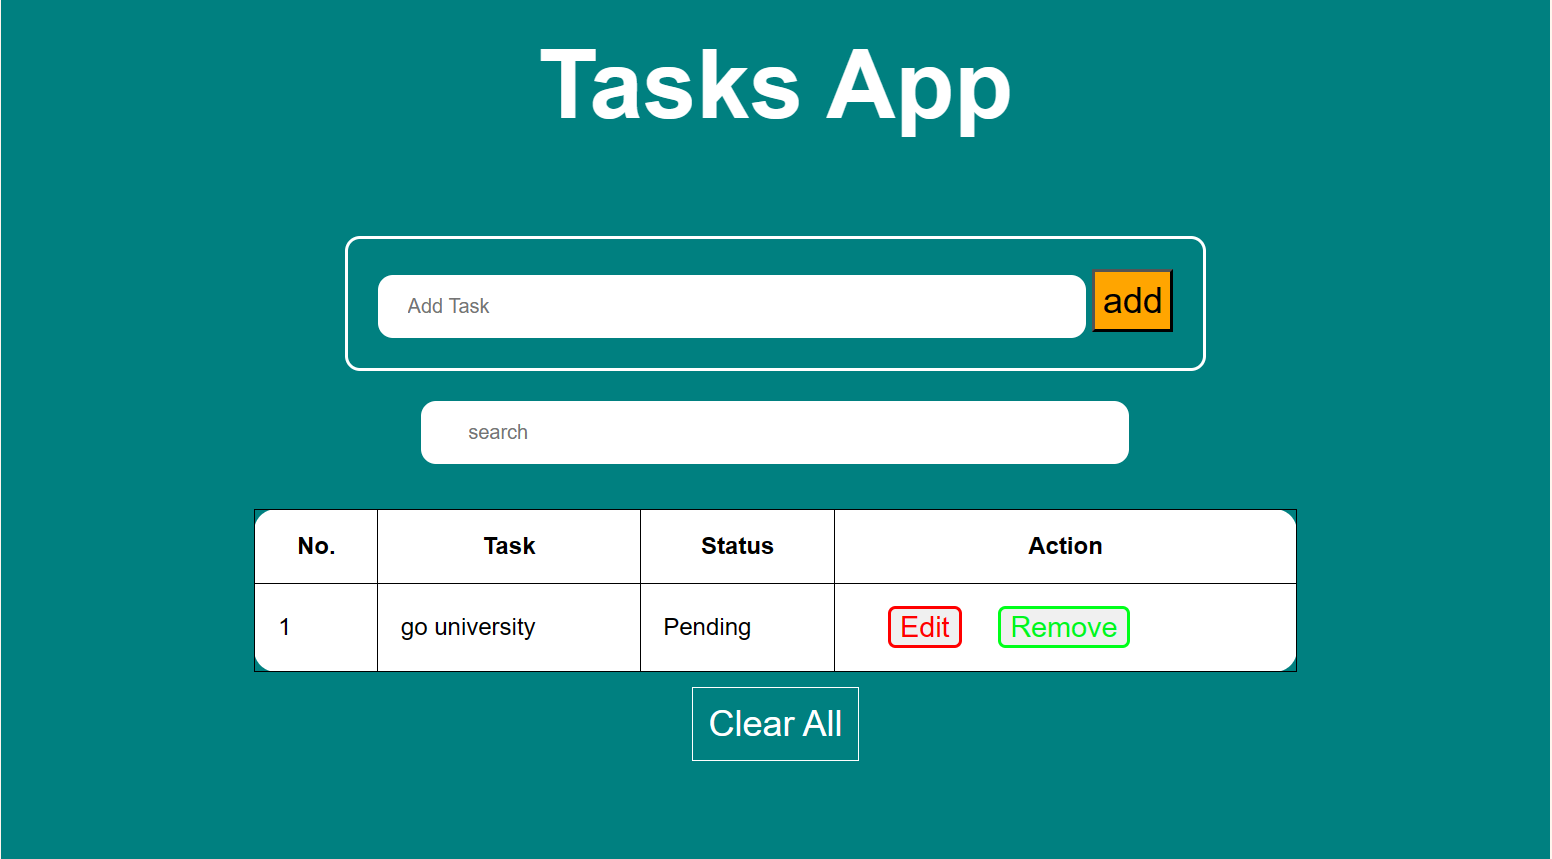 Tasks App
Add Task add
search
No. Task Status Action
1 go university Pending Edit Remove
Clear All